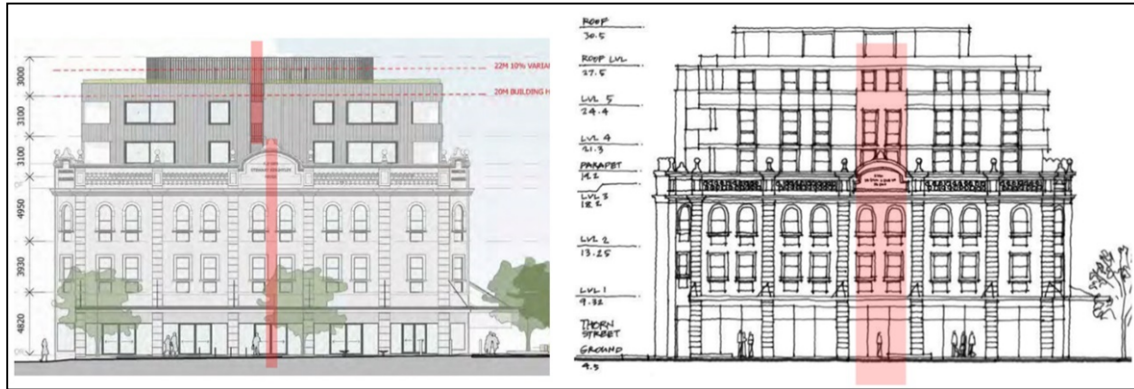 22M 10% VARIA
20M BUILDING H
3000
3100
3100
4950
3930
4820
ROOF
30.5
ROOF LVL
27.5
LVL 5
24.4
LVL 4
21.3
PARAPET
LVL 3
LVL 2
13.25
LVL 1
9.32
THORN
STREET
GROUND
4.5